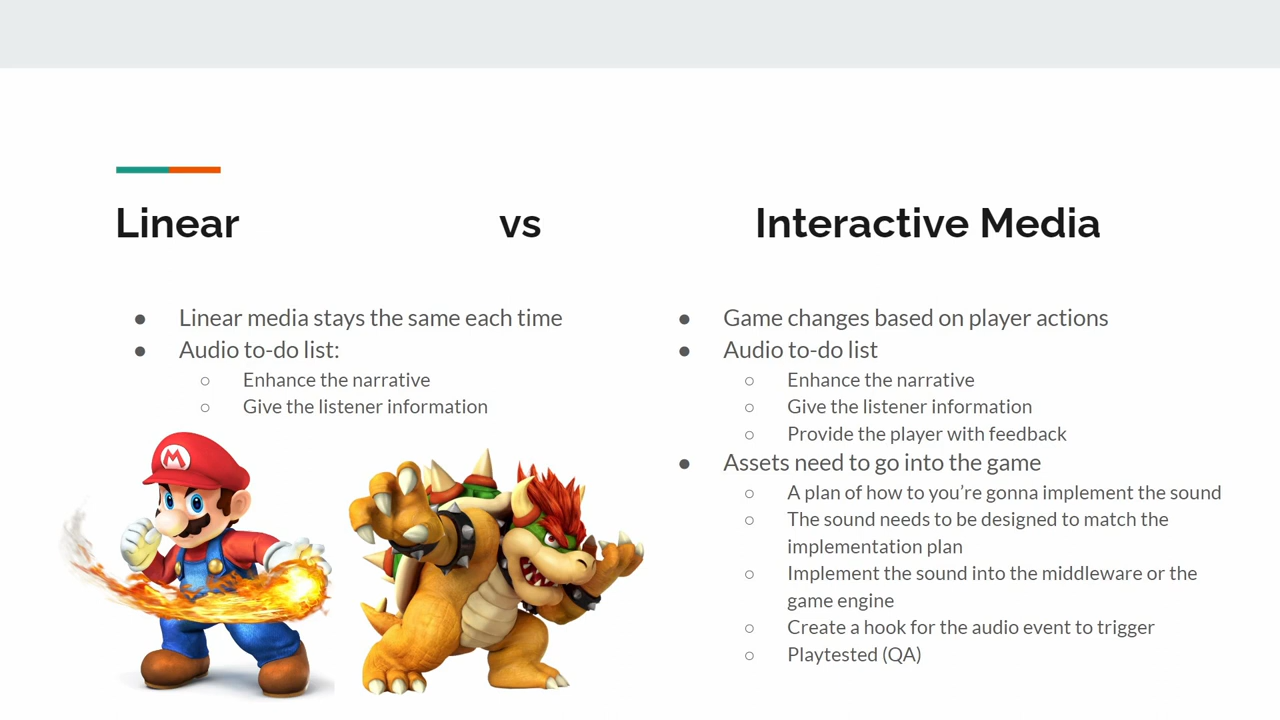 Linear vs Interactive Media
● Linear media stays the same each time
● Audio to-do list:
○ Enhance the narrative
○ Give the listener information
● Game changes based on player actions
● Audio to-do list
○ Enhance the narrative
○ Give the listener information
○ Provide the player with feedback
● Assets need to go into the game
○ A plan of how to you’re gonna implement the sound
○ The sound needs to be designed to match the
implementation plan
○ Implement the sound into the middleware or the
game engine
○ Create a hook for the audio event to trigger
○ Playtested (QA)
M